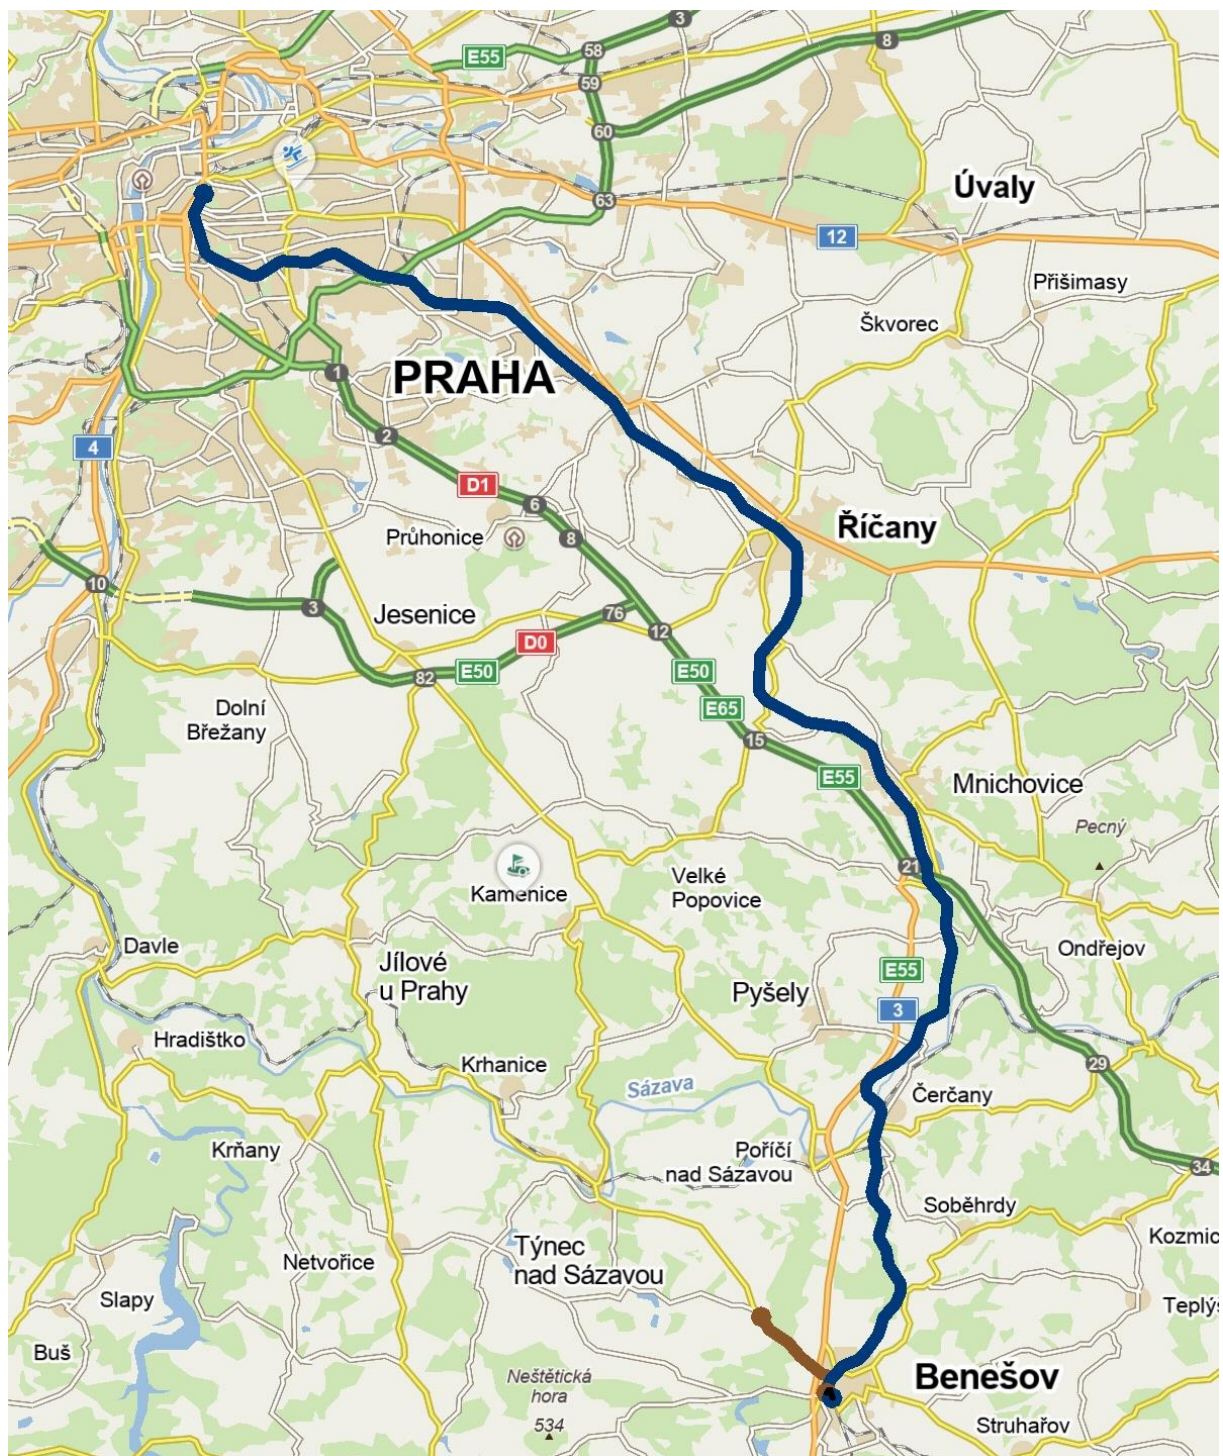 3
E55
58
8
59
60
Úvaly
63
12
Přišimasy
Škvorec
1
PRAHA
2
4
D1
6
Říčany
Průhonice
8
10
3
Jesenice
76
12
D0
82
E50
E50
Dolní
Břežany
E65
15
E55
Mnichovice
Pecný
21
Kamenice
Velké
Popovice
Davle
Jílové
u Prahy
Ondřejov
E55
Pyšely
3
Hradištko
Krhanice
29
Sázava
Čerčany
Krňany
Poříčí
nad Sázavou
34
Soběhrdy
Kozmic
Týnec
nad Sázavou
Netvořice
Slapy
Teplýš
Buš
Neštětická
hora
534
Benešov
Struhařov